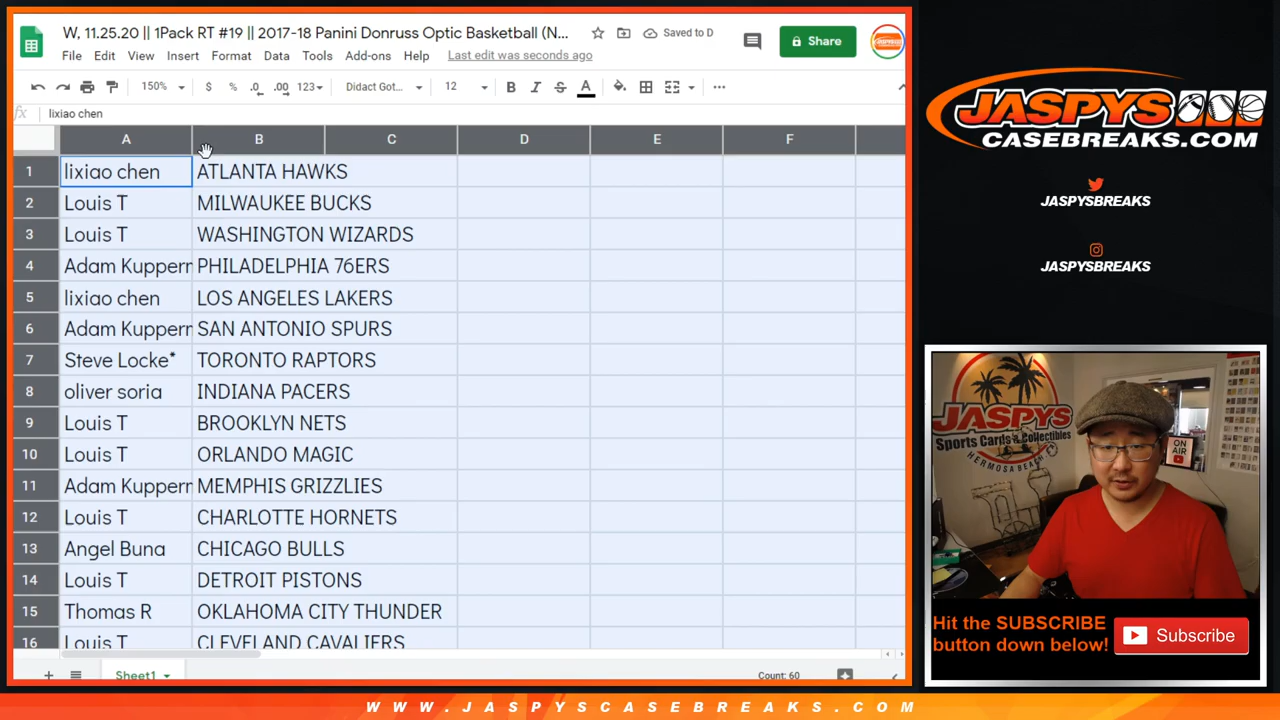 W, 11.25.20 || 1Pack RT #19 || 2017-18 Panini Donruss Optic Basketball (N...
Saved to D
Share
File Edit View Insert Format Data Tools Add-ons Help Last edit was seconds ago
150% $ % .0 .00 123 Didact Got... 12 B I S A
fx lixiao chen
A B C D E F
1 lixiao chen ATLANTA HAWKS
2 Louis T MILWAUKEE BUCKS
3 Louis T WASHINGTON WIZARDS
4 Adam Kupperm PHILADELPHIA 76ERS
5 lixiao chen LOS ANGELES LAKERS
6 Adam Kupperm SAN ANTONIO SPURS
7 Steve Locke* TORONTO RAPTORS
8 oliver soria INDIANA PACERS
9 Louis T BROOKLYN NETS
10 Louis T ORLANDO MAGIC
11 Adam Kupperm MEMPHIS GRIZZLIES
12 Louis T CHARLOTTE HORNETS
13 Angel Buna CHICAGO BULLS
14 Louis T DETROIT PISTONS
15 Thomas R OKLAHOMA CITY THUNDER
16 Louis T CLEVELAND CAVALIERS
Sheet1
Count: 60
JASPYS
CASEBREAKS.COM
JASPYSBREAKS
JASPYSBREAKS
JASPYS
Sports Cards & Collectibles
HERMOSA BEACH
ON AIR
Hit the SUBSCRIBE
button down below!
Subscribe
WWW.JASPYSCASEBREAKS.COM